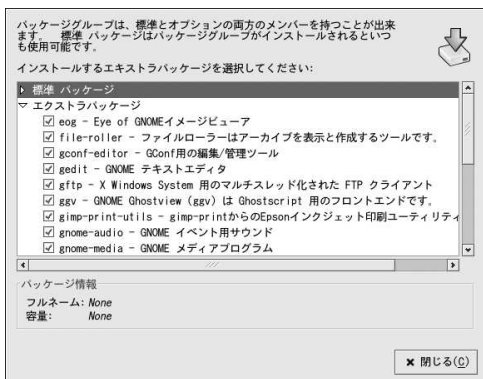 パッケージグループは、標準とオプションの両方のメンバーを持つことが出来
ます。 標準 パッケージはパッケージグループがインストールされるといつ
も使用可能です。
インストールするエキストラパッケージを選択してください:
標準 パッケージ
エクストラパッケージ
eog - Eye of GNOMEイメージビューア
file-roller - ファイルローラーはアーカイブを表示と作成するツールです。
gconf-editor - GConf用の編集/管理ツール
gedit - GNOME テキストエディタ
gftp - X Windows System 用のマルチスレッド化された FTP クライアント
ggv - GNOME Ghostview (ggv) は Ghostscript 用のフロントエンドです。
gimp-print-utils - gimp-printからのEpsonインクジェット印刷ユーティリティ
gnome-audio - GNOME イベント用サウンド
gnome-media - GNOME メディアプログラム
パッケージ情報
フルネーム: None
容量: None
閉じる(C)